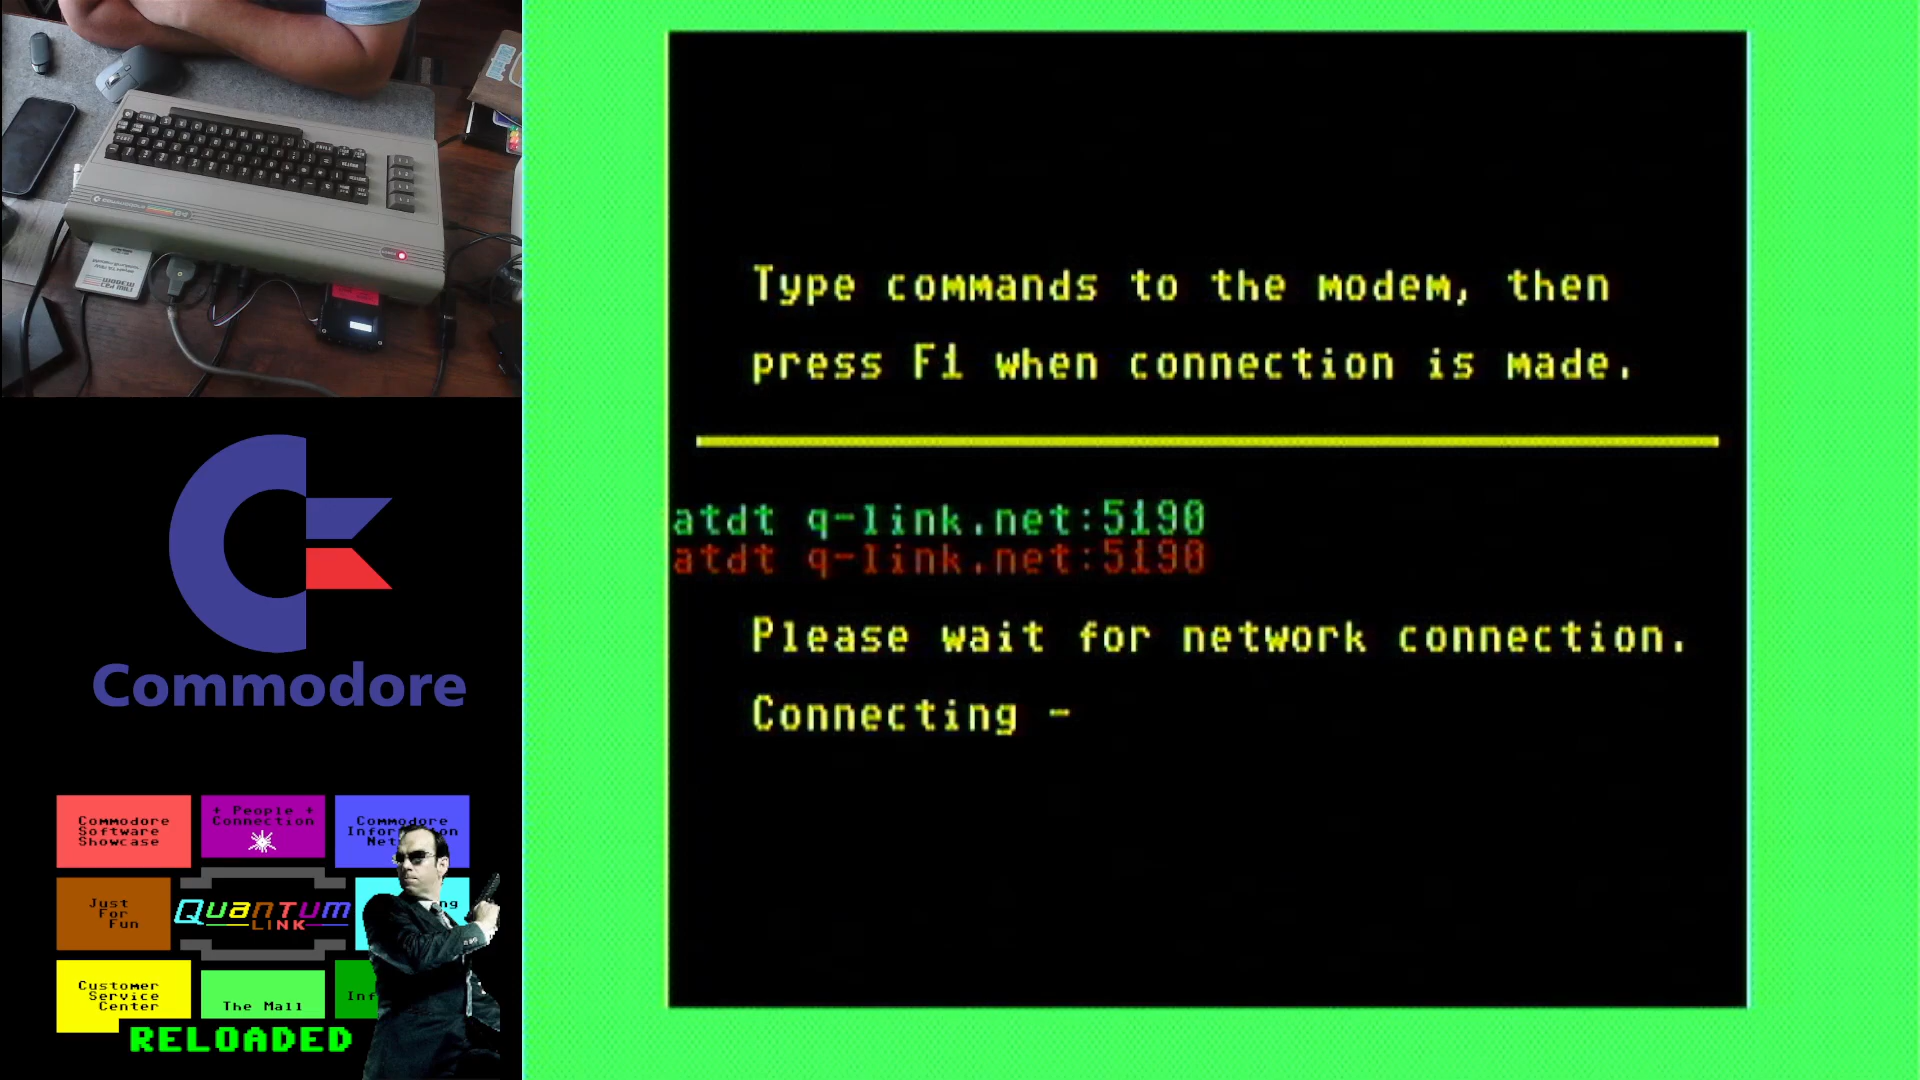 Type commands to the modem, then
press F1 when connection is made.
atdt q-link.net:5190
atdt q-link.net:5190
Please wait for network connection.
Connecting -
Commodore
Commodore
Software
Showcase
+ People +
Connection
Commodore
Just
For
Fun
QUANTUM
LINK
Customer
Service
Center
The Mall
RELOADED